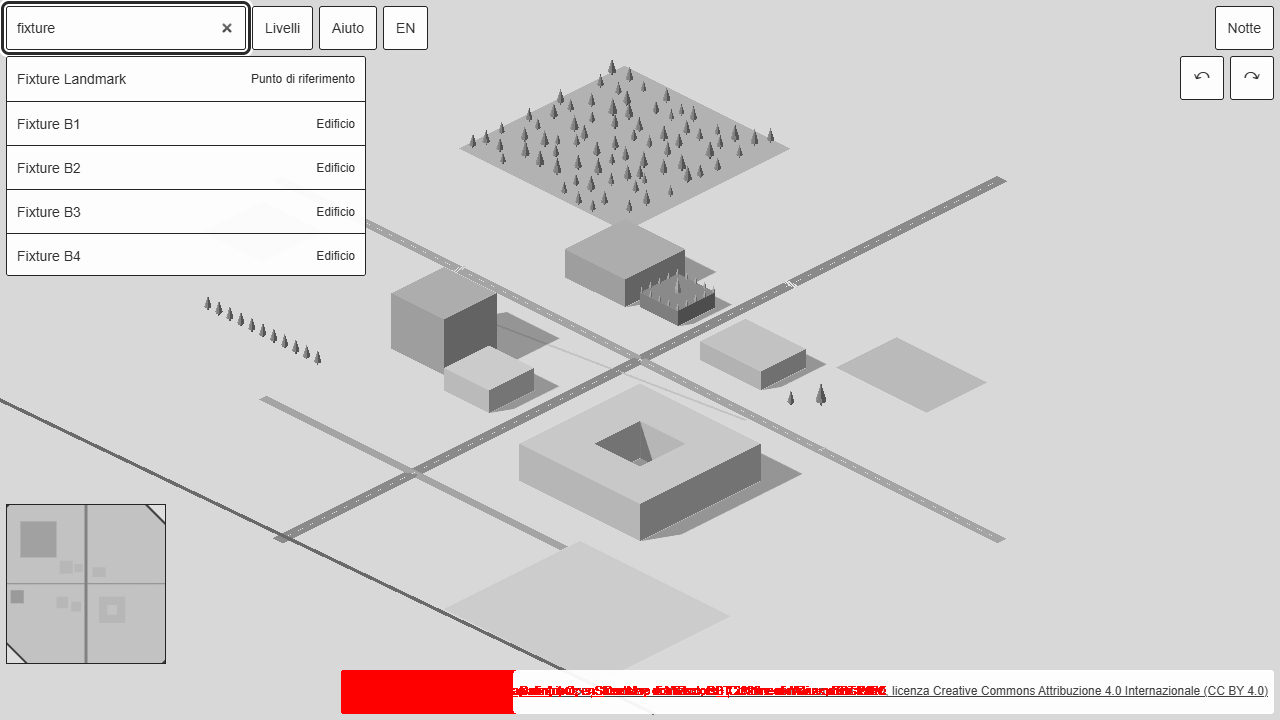 fixture ×
Livelli
Aiuto
EN
Notte
Fixture Landmark Punto di riferimento
Fixture B1 Edificio
Fixture B2 Edificio
Fixture B3 Edificio
Fixture B4 Edificio
licenza Creative Commons Attribuzione 4.0 Internazionale (CC BY 4.0)